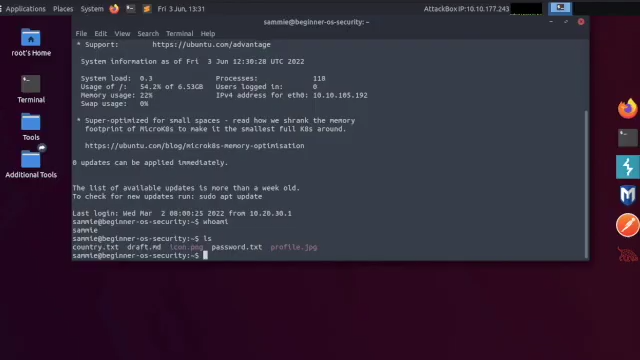 Applications Places System Fri 3 Jun, 13:31 AttackBox IP:10.10.177.243
sammie@beginner-os-security: ~
File Edit View Search Terminal Help
* Support: https://ubuntu.com/advantage
System information as of Fri 3 Jun 12:30:28 UTC 2022
System load: 0.3 Processes: 118
Usage of /: 54.2% of 6.53GB Users logged in: 0
Memory usage: 22% IPv4 address for eth0: 10.10.105.192
Swap usage: 0%
* Super-optimized for small spaces - read how we shrank the memory
footprint of MicroK8s to make it the smallest full K8s around.
https://ubuntu.com/blog/microk8s-memory-optimisation
0 updates can be applied immediately.
The list of available updates is more than a week old.
To check for new updates run: sudo apt update
Last login: Wed Mar 2 00:00:25 2022 from 10.20.30.1
sammie@beginner-os-security:~$ whoami
sammie
sammie@beginner-os-security:~$ ls
country.txt draft.md icon.png password.txt profile.jpg
sammie@beginner-os-security:~$
root's Home
Terminal
Tools
Additional Tools